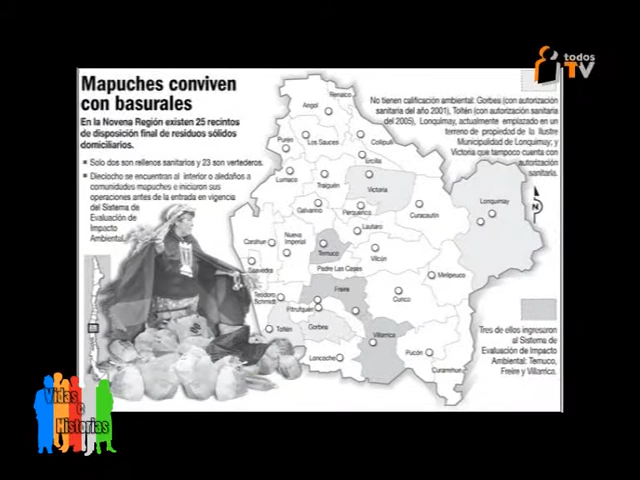 todos
TV
Mapuches conviven
con basurales
En la Novena Región existen 25 recintos
de disposición final de residuos sólidos
domiciliarios.
Solo dos son rellenos sanitarios y 23 son vertederos.
Dieciocho se encuentran al interior o aledaños a
comunidades mapuches e iniciaron sus
operaciones antes de la entrada en vigencia
del Sistema de
Evaluación de
Impacto
Ambiental
No tienen calificación ambiental: Gorbea (con autorización
sanitaria del año 2001), Toltén (con autorización sanitaria
del 2005), Lonquimay, actualmente emplazado en un
terreno de propiedad de la Ilustre
Municipalidad de Lonquimay; y
Victoria que tampoco cuenta con
autorización
sanitaria.
Renaico
Angol
Purén
Los Sauces
Collipulli
Ercilla
Lumaco
Traiguén
Victoria
Lonquimay
N
Galvarino
Perquenco
Curacautín
Lautaro
Carahue
Nueva
Imperial
Temuco
Vilcún
Saavedra
Padre Las Casas
Melipeuco
Teodoro
Schmidt
Freire
Cunco
Pitrufquén
Toltén
Gorbea
Villarrica
Loncoche
Pucón
Curarrehue
Tres de ellos ingresaron
al Sistema de
Evaluación de Impacto
Ambiental: Temuco,
Freire y Villarrica.
Vidas
e
Historias